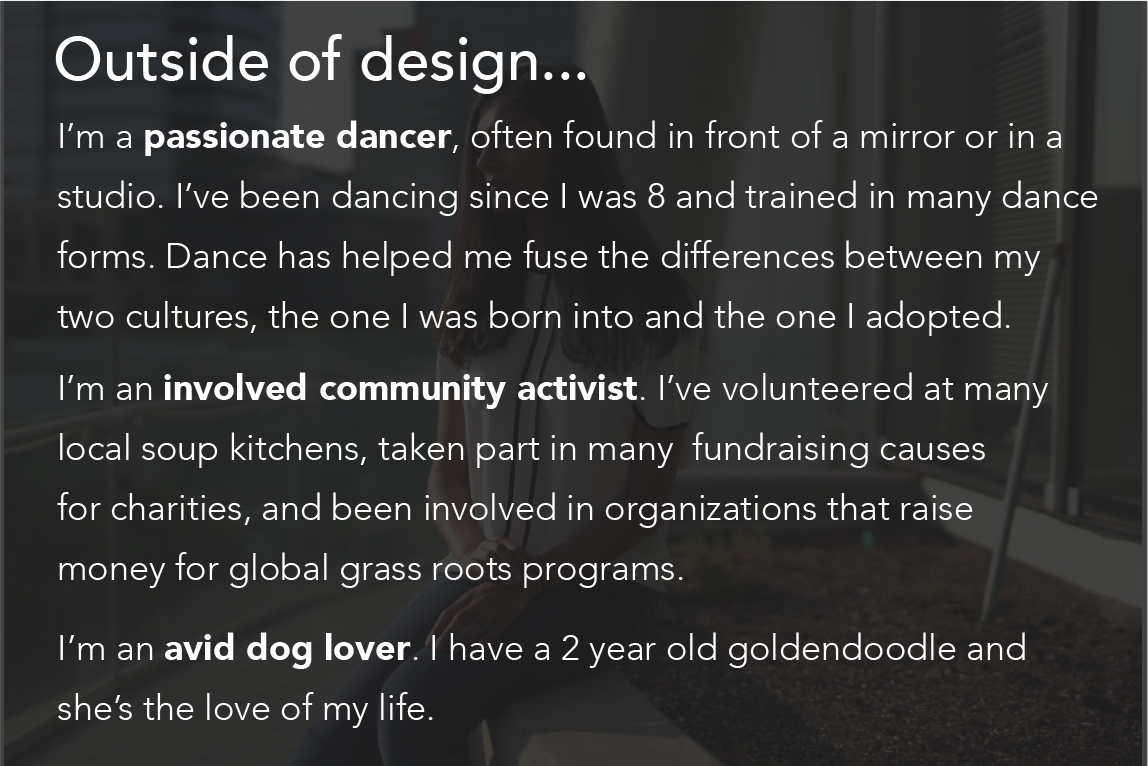 Outside of design...
I’m a passionate dancer, often found in front of a mirror or in a
studio. I’ve been dancing since I was 8 and trained in many dance
forms. Dance has helped me fuse the differences between my
two cultures, the one I was born into and the one I adopted.
I’m an involved community activist. I’ve volunteered at many
local soup kitchens, taken part in many  fundraising causes
for charities, and been involved in organizations that raise
money for global grass roots programs.
I’m an avid dog lover. I have a 2 year old goldendoodle and
she’s the love of my life.